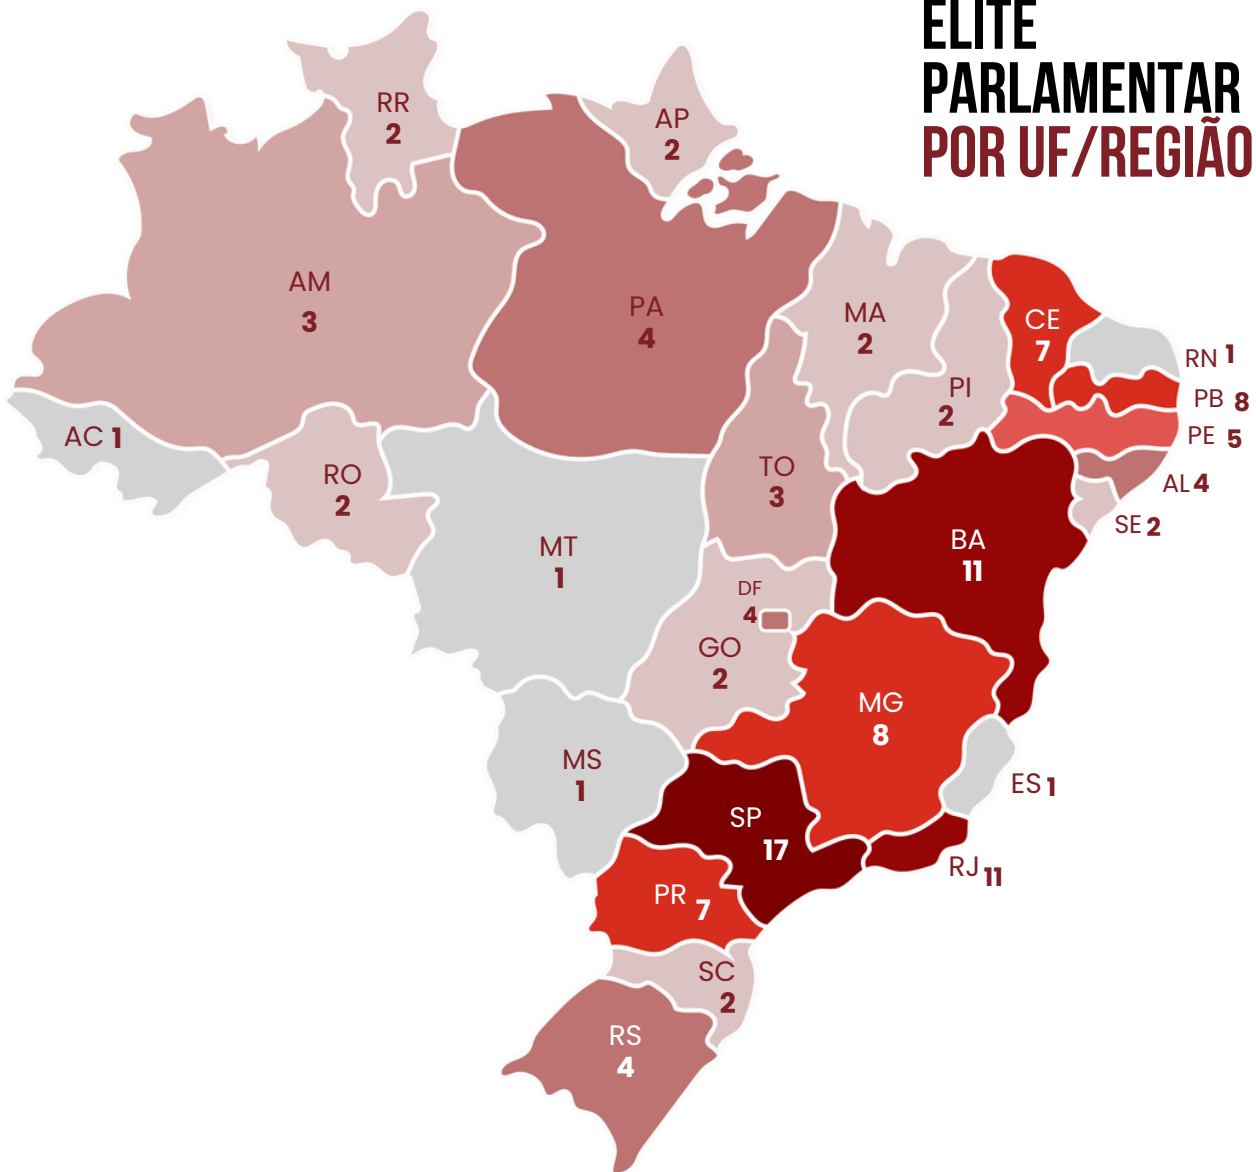 ELITE
PARLAMENTAR
POR UF/REGIÃO
RR
2
AP
2
AM
3
PA
4
MA
2
CE
7
RN 1
PI
2
PB 8
PE 5
AC 1
RO
2
TO
3
AL 4
SE 2
MT
1
BA
11
DF
4
GO
2
MG
8
MS
1
ES 1
SP
17
RJ 11
PR 7
SC
2
RS
4